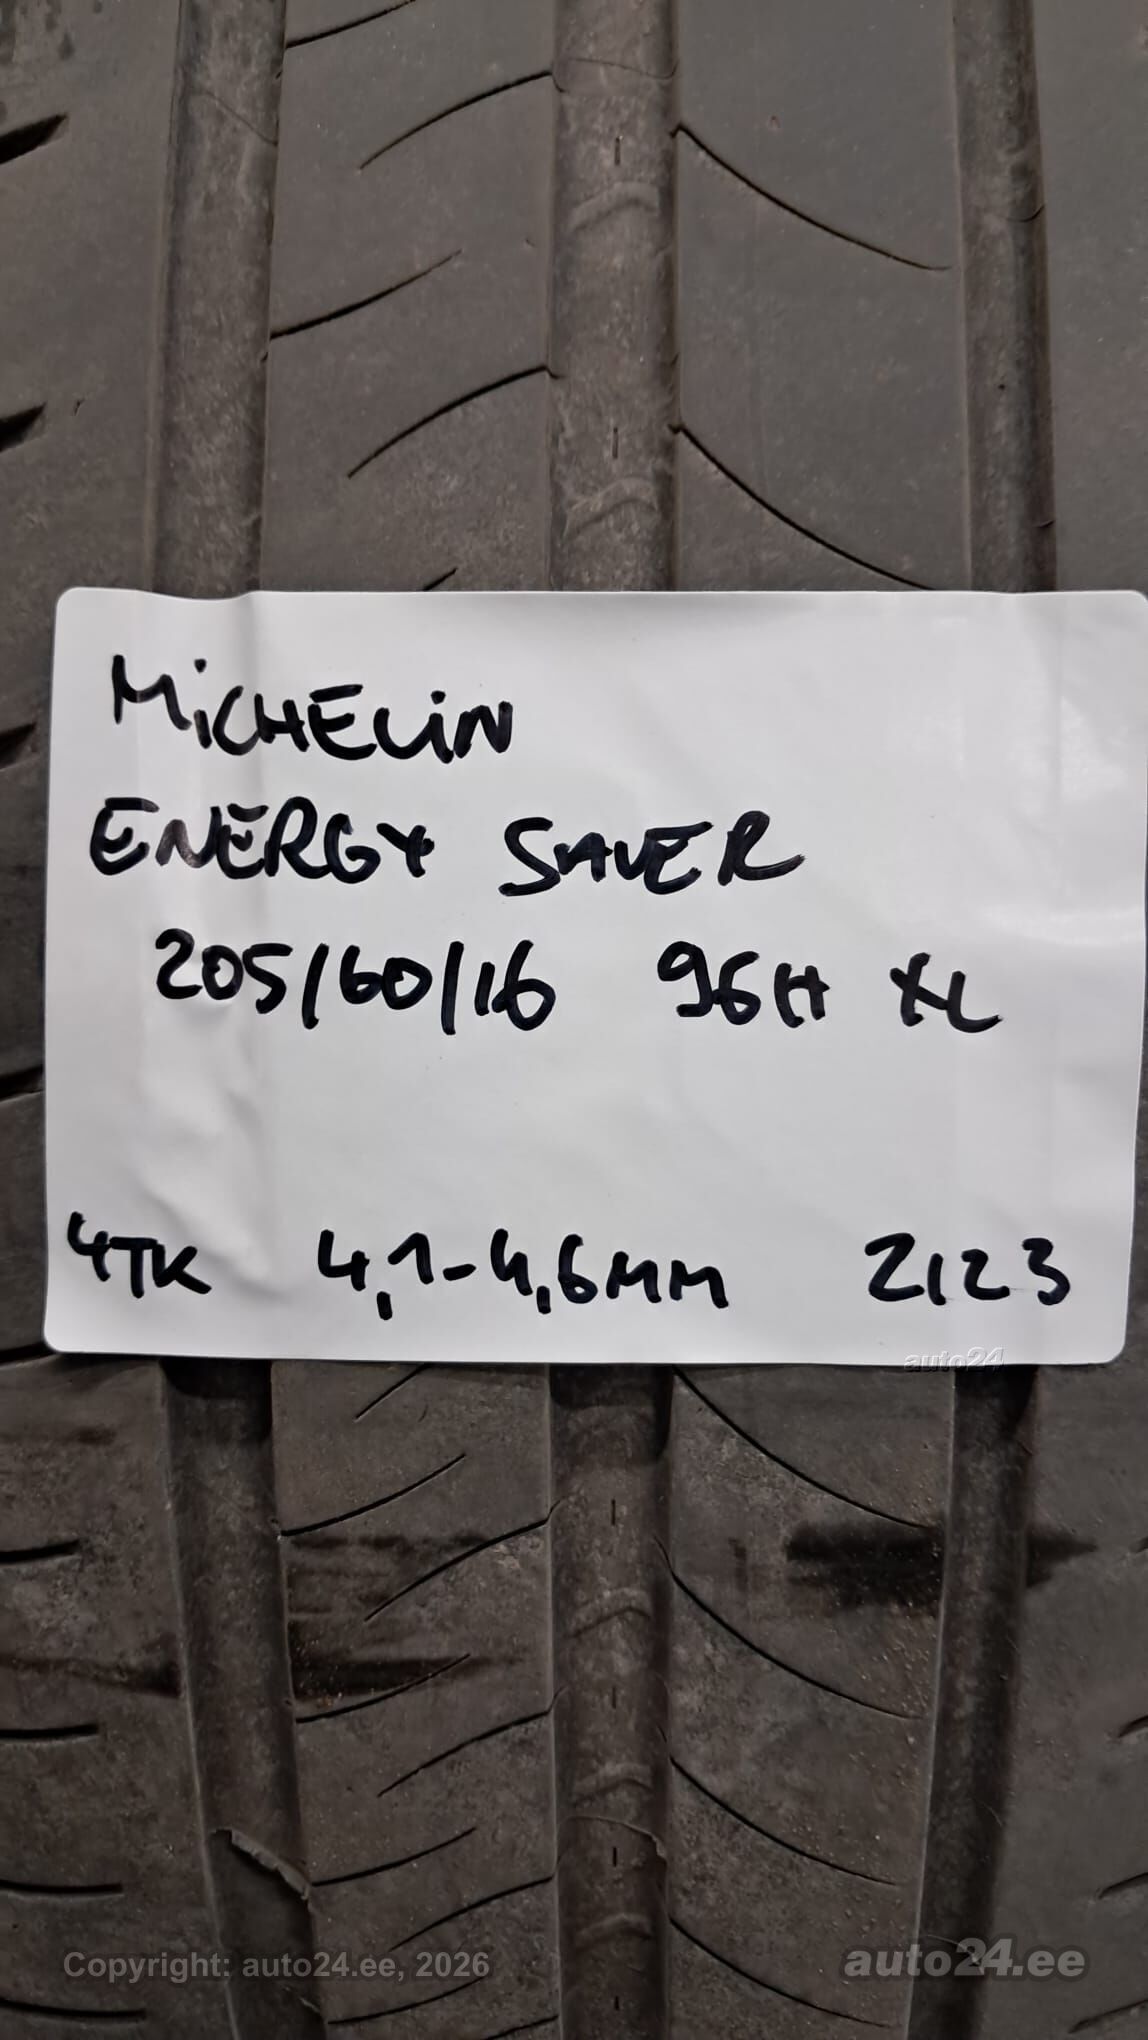 MiCHELiN
ENERGY SAVER
205/60/16 96H XL
4TK 4,1-4,6MM 2123
auto24
Copyright: auto24.ee, 2026
auto24.ee